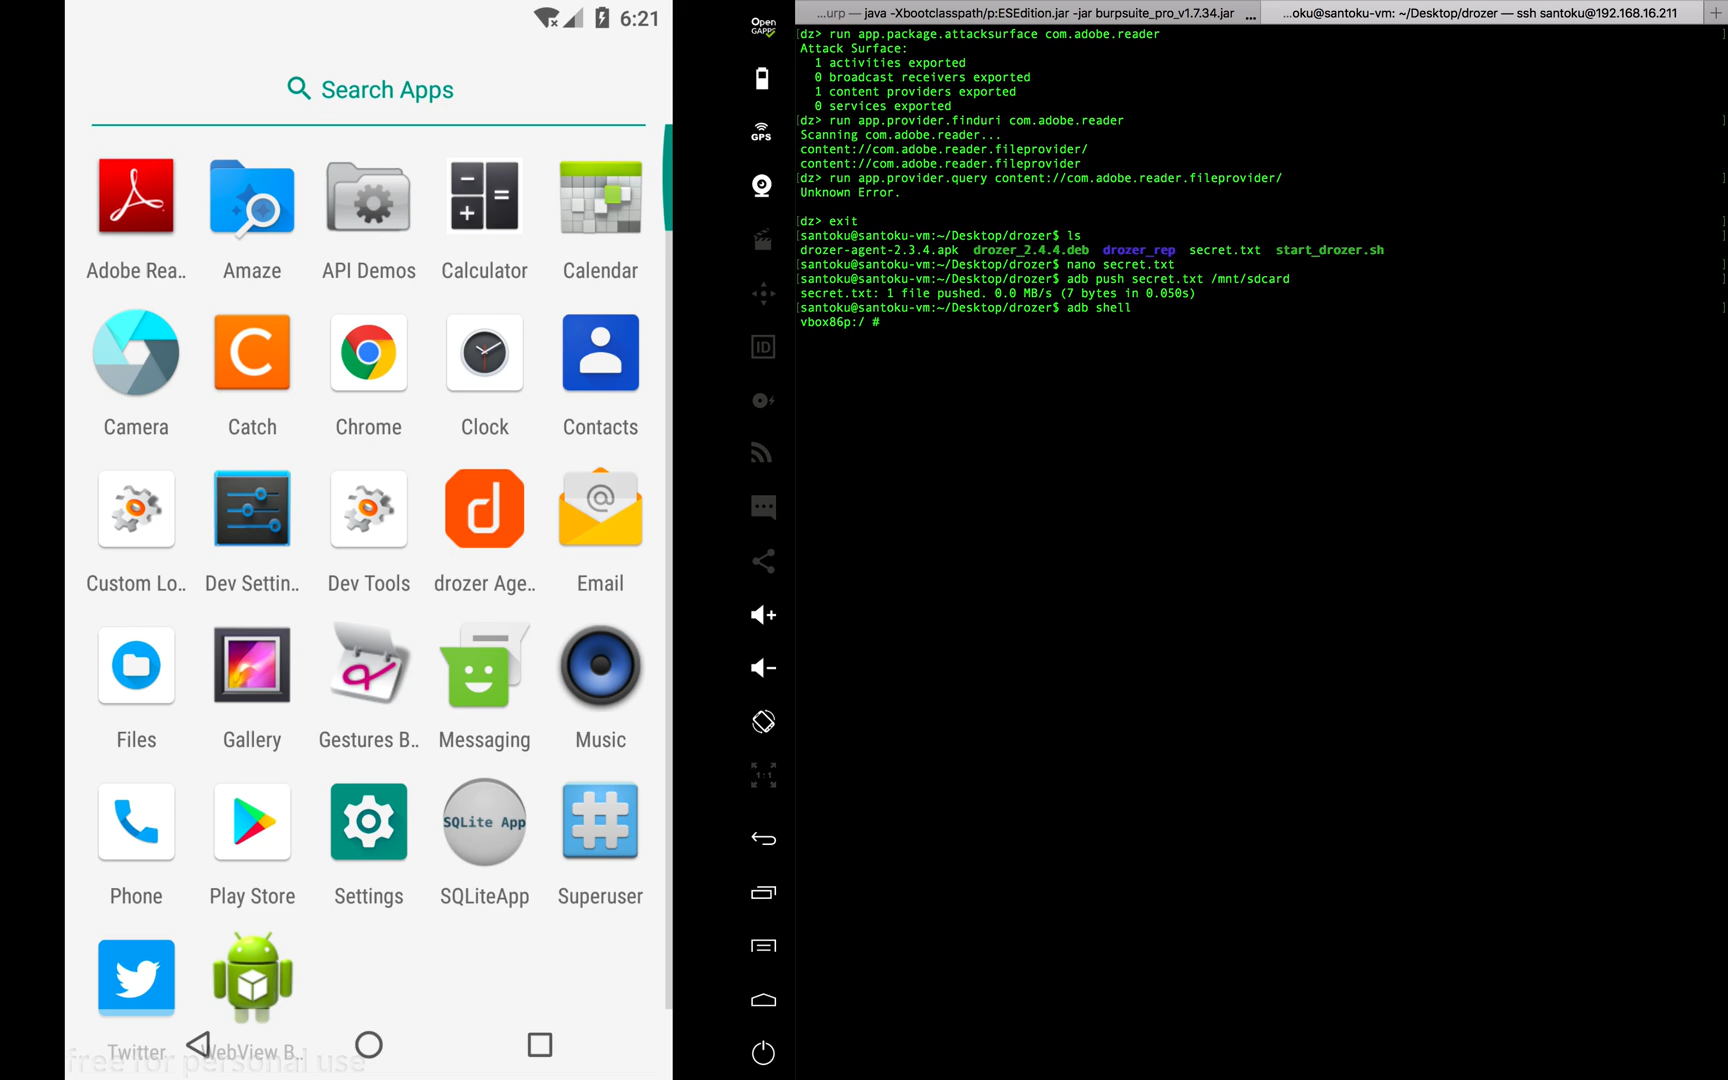 6:21
Search Apps
Adobe Rea..
Amaze
API Demos
Calculator
Calendar
Camera
Catch
Chrome
Clock
Contacts
Custom Lo..
Dev Settin..
Dev Tools
drozer Age..
Email
Files
Gallery
Gestures B..
Messaging
Music
Phone
Play Store
Settings
SQLite App
SQLiteApp
Superuser
Twitter
WebView B..
free for personal use
Open
GAPPS
GPS
ID
1:1
...urp — java -Xbootclasspath/p:ESEdition.jar -jar burpsuite_pro_v1.7.34.jar ...
...oku@santoku-vm: ~/Desktop/drozer — ssh santoku@192.168.16.211
+
[dz> run app.package.attacksurface com.adobe.reader ]
Attack Surface:
1 activities exported
0 broadcast receivers exported
1 content providers exported
0 services exported
[dz> run app.provider.finduri com.adobe.reader ]
Scanning com.adobe.reader...
content://com.adobe.reader.fileprovider/
content://com.adobe.reader.fileprovider
[dz> run app.provider.query content://com.adobe.reader.fileprovider/ ]
Unknown Error.
[dz> exit ]
[santoku@santoku-vm:~/Desktop/drozer$ ls ]
drozer-agent-2.3.4.apk drozer_2.4.4.deb drozer_rep secret.txt start_drozer.sh
[santoku@santoku-vm:~/Desktop/drozer$ nano secret.txt ]
[santoku@santoku-vm:~/Desktop/drozer$ adb push secret.txt /mnt/sdcard ]
secret.txt: 1 file pushed. 0.0 MB/s (7 bytes in 0.050s)
[santoku@santoku-vm:~/Desktop/drozer$ adb shell ]
vbox86p:/ #